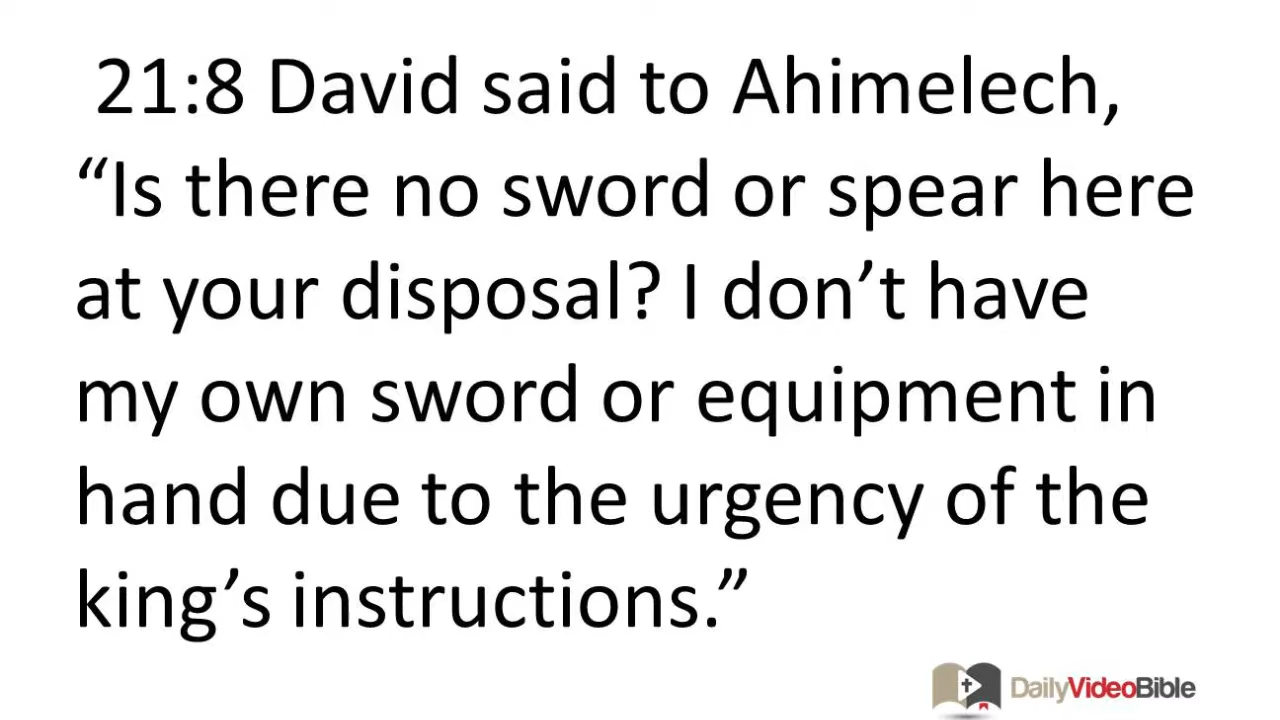 21:8 David said to Ahimelech,
“Is there no sword or spear here
at your disposal? I don’t have
my own sword or equipment in
hand due to the urgency of the
king’s instructions.”
DailyVideoBible